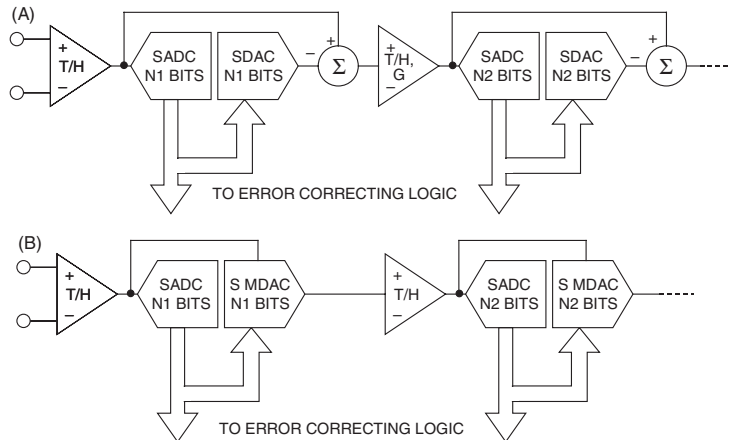 (A)
+
T/H
−
SADC
N1 BITS
SDAC
N1 BITS
−
+
Σ
+
T/H,
G
−
SADC
N2 BITS
SDAC
N2 BITS
−
+
Σ
TO ERROR CORRECTING LOGIC
(B)
+
T/H
−
SADC
N1 BITS
S MDAC
N1 BITS
+
T/H
−
SADC
N2 BITS
S MDAC
N2 BITS
TO ERROR CORRECTING LOGIC